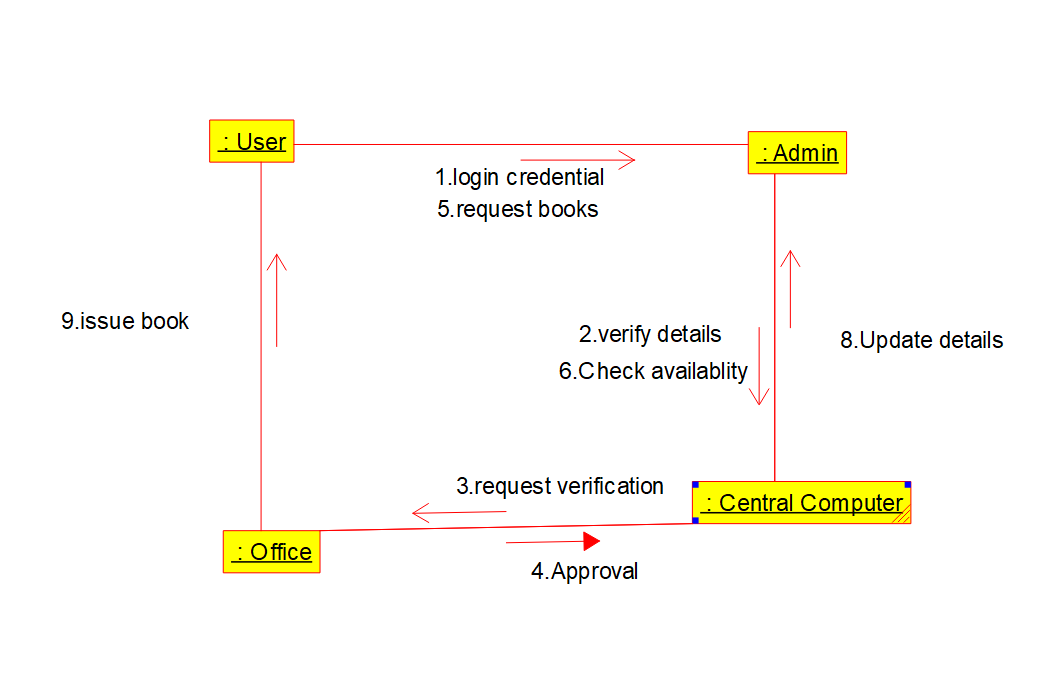 : User
: Admin
1.login credential
5.request books
9.issue book
2.verify details
6.Check availablity
8.Update details
3.request verification
: Central Computer
: Office
4.Approval